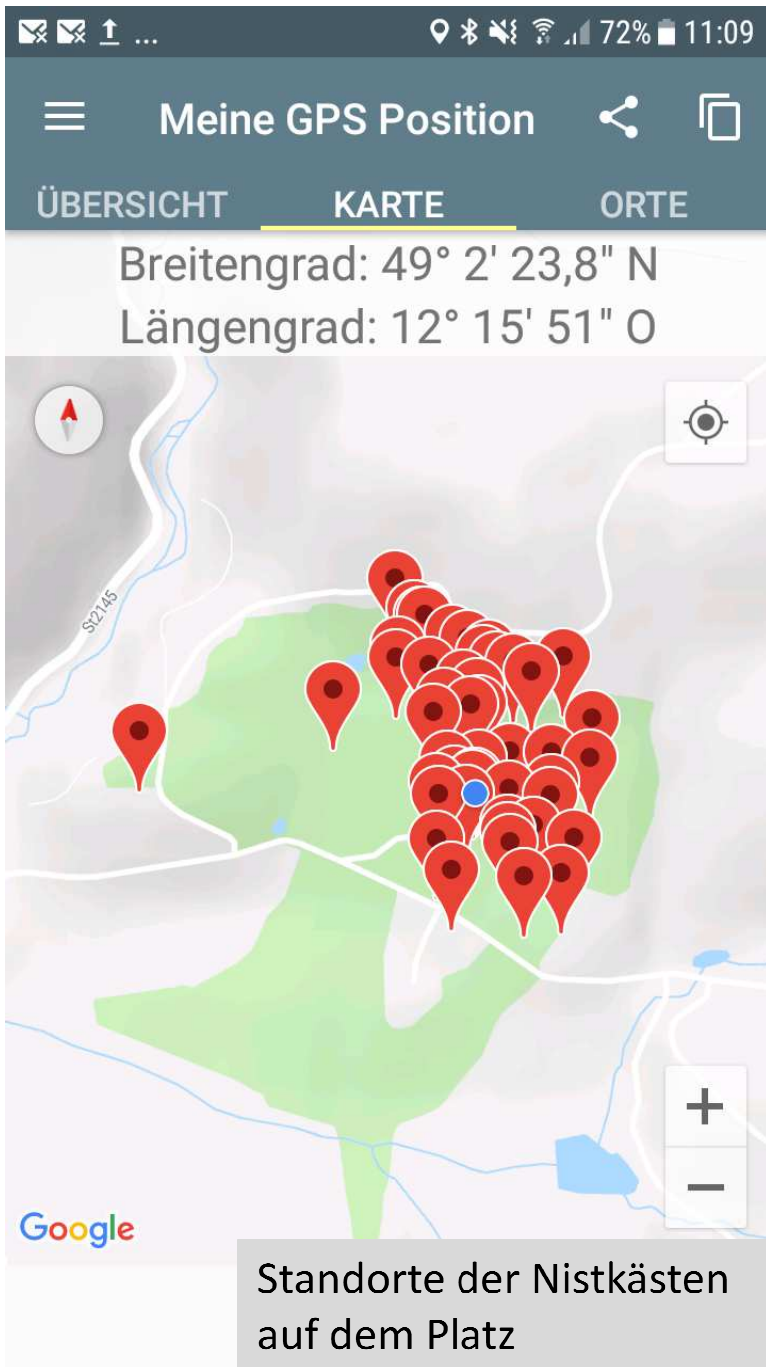 ... 72% 11:09
Meine GPS Position
ÜBERSICHT KARTE ORTE
Breitengrad: 49° 2' 23,8" N
Längengrad: 12° 15' 51" O
St2145
Google
Standorte der Nistkästen
auf dem Platz